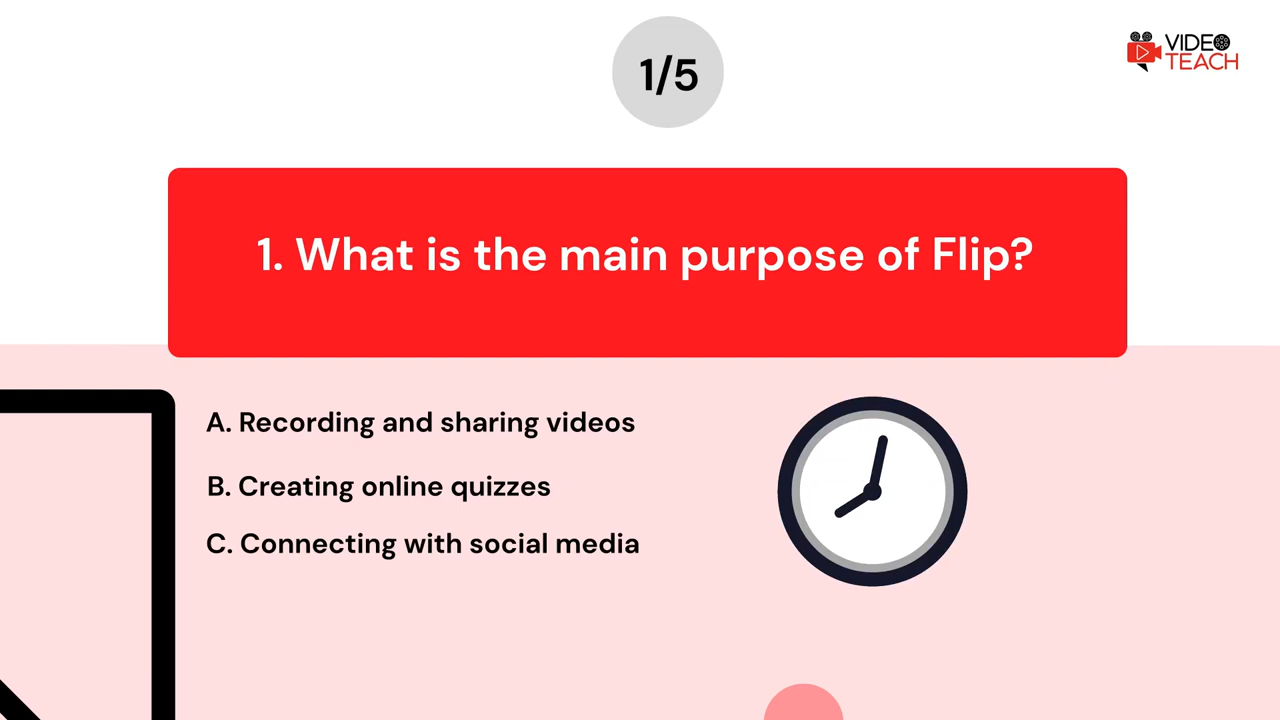 1/5
VIDEO
TEACH
1. What is the main purpose of Flip?
A. Recording and sharing videos
B. Creating online quizzes
C. Connecting with social media